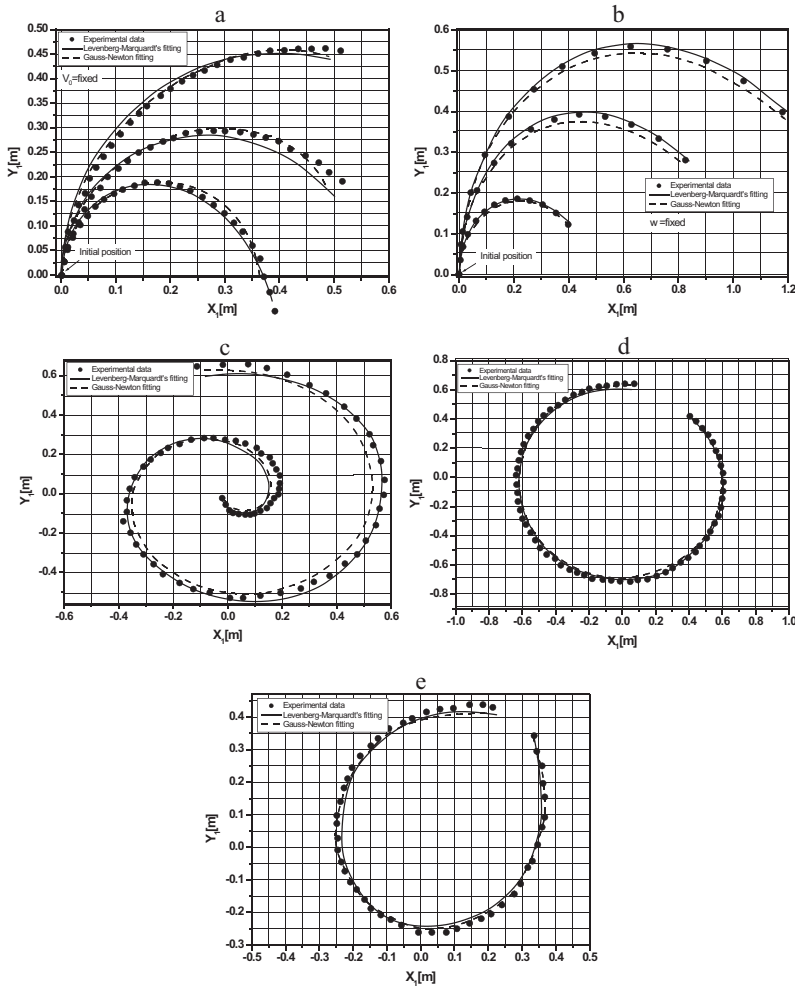 a
0.50
0.45
0.40
0.35
0.30
0.25
0.20
0.15
0.10
0.05
0.00
Y₁[m]
Experimental data
Levenberg-Marquardt's fitting
Gauss-Newton fitting
V₀=fixed
Initial position
0.0 0.1 0.2 0.3 0.4 0.5 0.6
X₁[m]
b
0.6
0.5
0.4
0.3
0.2
0.1
0.0
Y₁[m]
Experimental data
Levenberg-Marquardt's fitting
Gauss-Newton fitting
w =fixed
Initial position
0.0 0.2 0.4 0.6 0.8 1.0 1.2
X₁[m]
c
Experimental data
Levenberg-Marquardt's fitting
Gauss-Newton fitting
0.6
0.4
0.2
0.0
-0.2
-0.4
Y₁[m]
-0.6 -0.4 -0.2 0.0 0.2 0.4 0.6
X₁[m]
d
Experimental data
Levenberg-Marquardt's fitting
Gauss-Newton fitting
0.8
0.6
0.4
0.2
0.0
-0.2
-0.4
-0.6
-0.8
Y₁[m]
-1.0 -0.8 -0.6 -0.4 -0.2 0.0 0.2 0.4 0.6 0.8 1.0
X₁[m]
e
Experimental data
Levenberg-Marquardt's fitting
Gauss-Newton fitting
0.4
0.3
0.2
0.1
0.0
-0.1
-0.2
-0.3
Y₁[m]
-0.5 -0.4 -0.3 -0.2 -0.1 0.0 0.1 0.2 0.3 0.4 0.5
X₁[m]